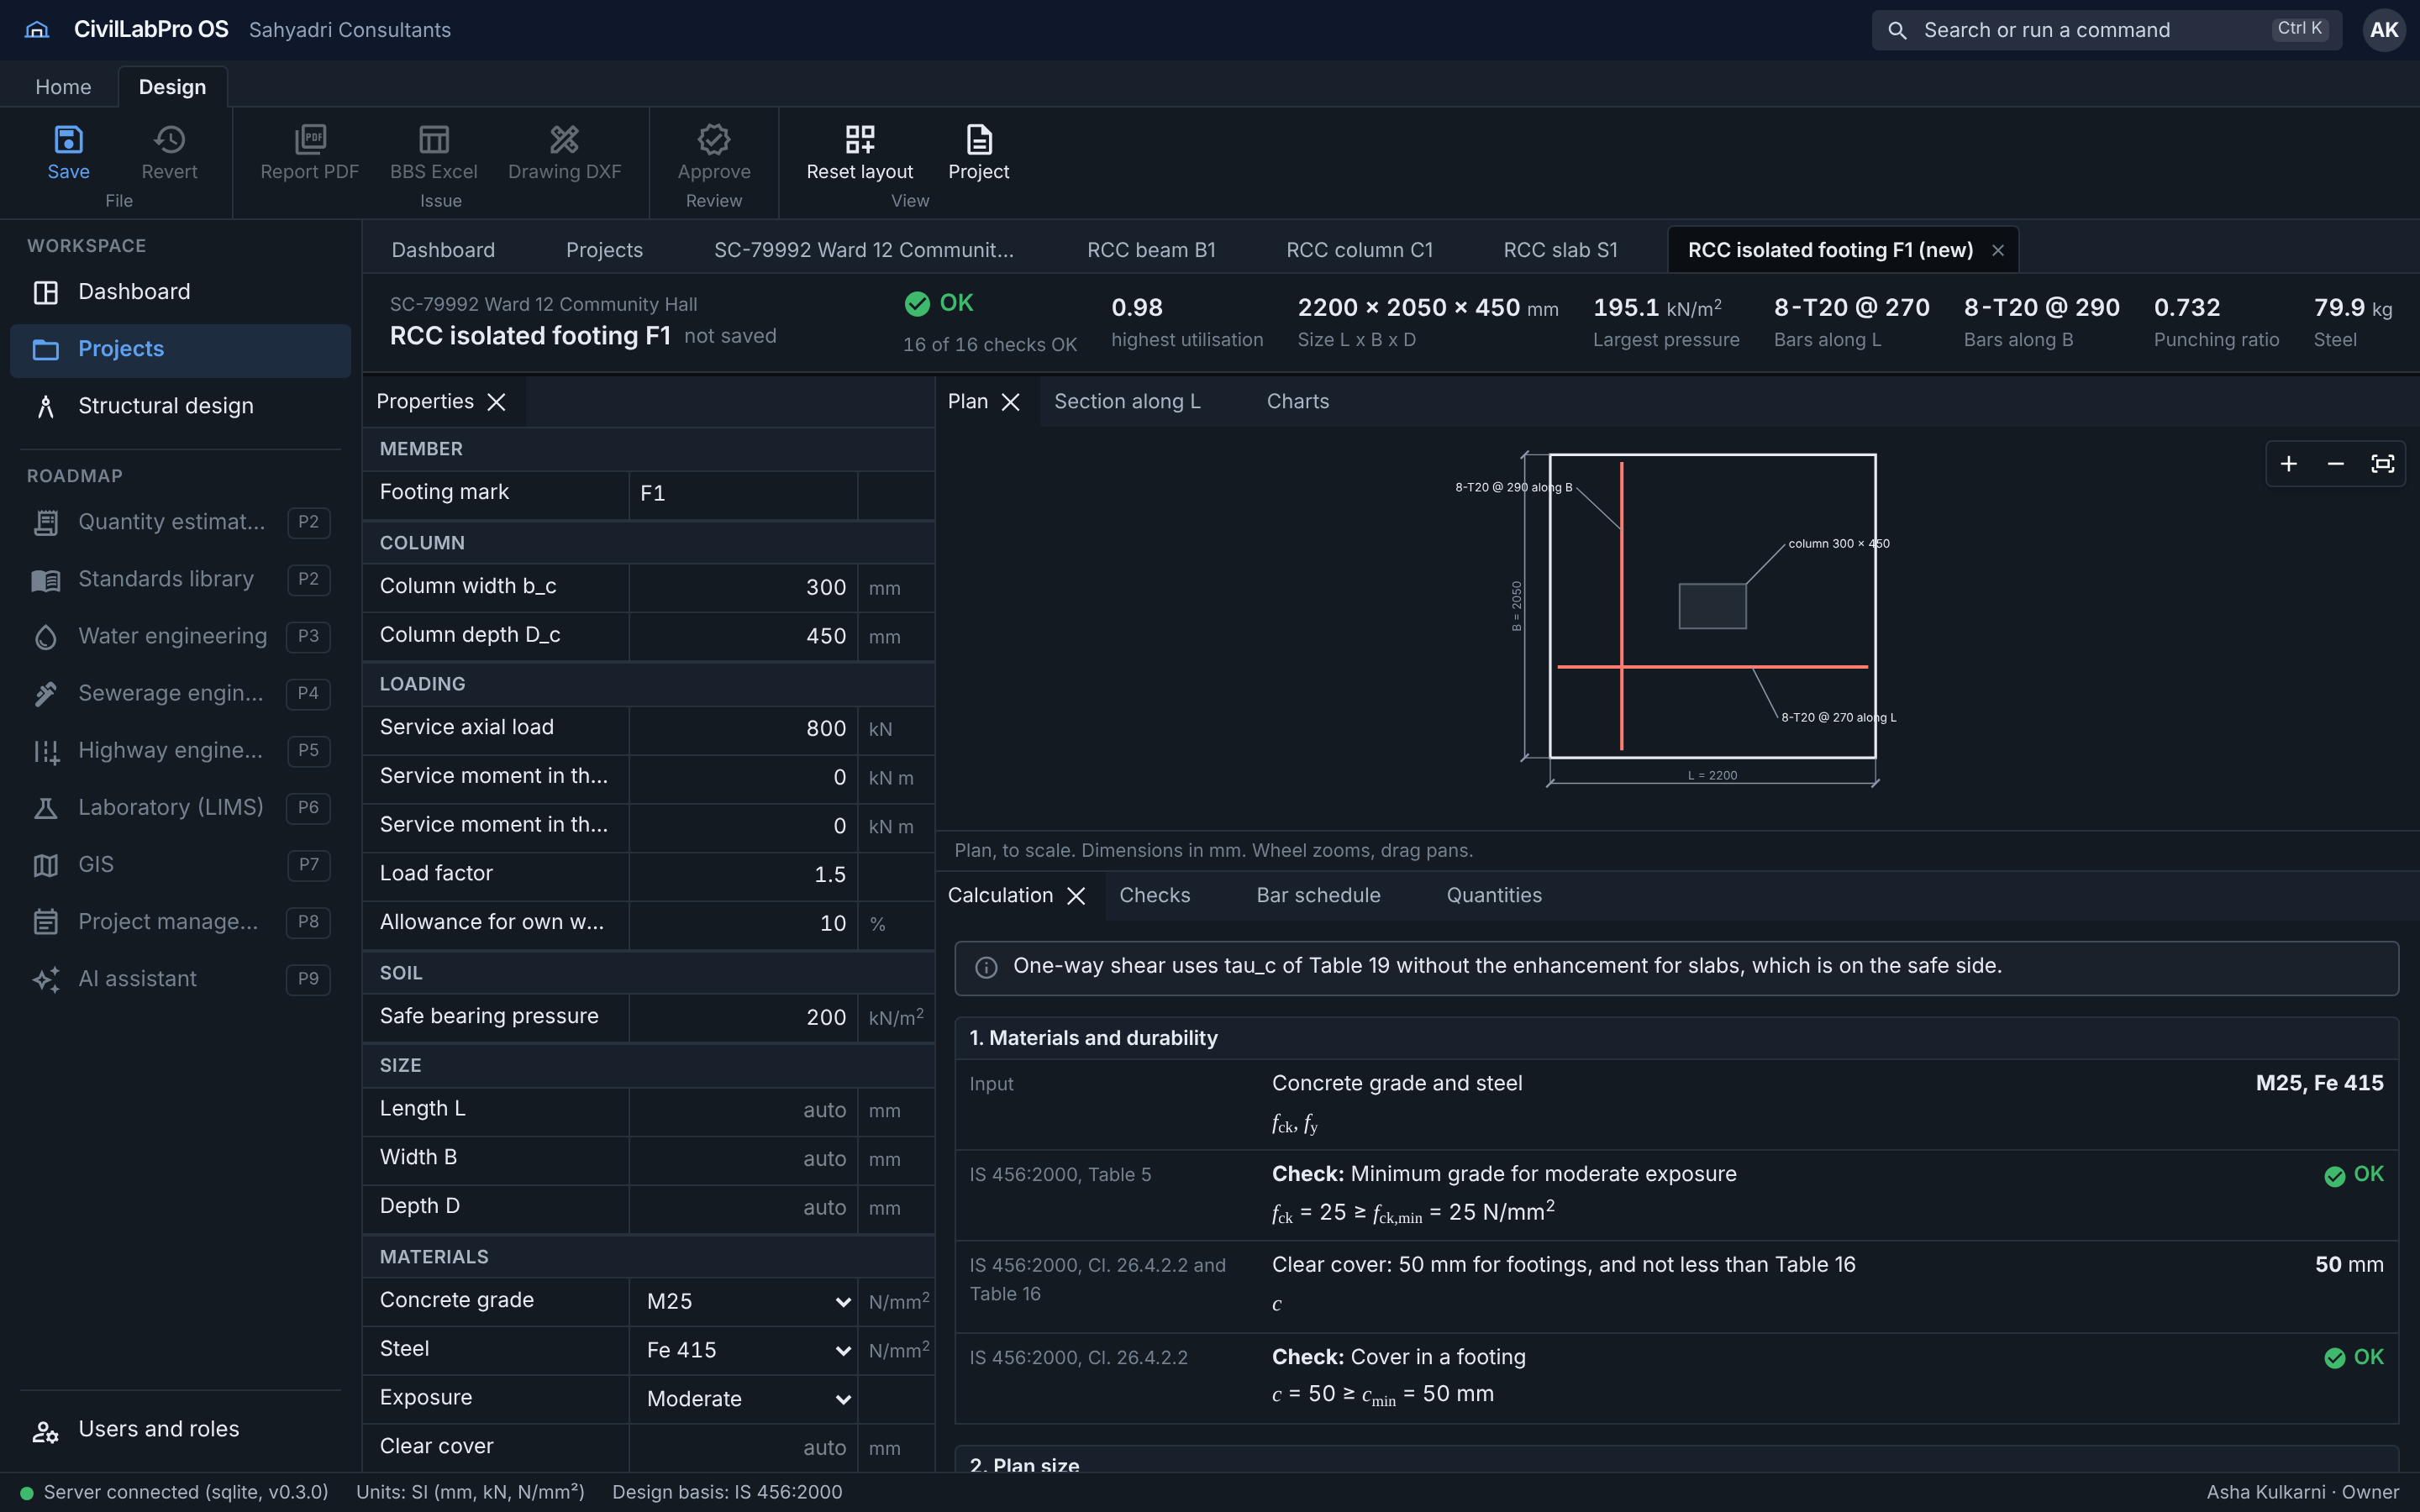 CivilLabPro OS Sahyadri Consultants Search or run a command Ctrl K AK
Home Design
Save Revert Report PDF BBS Excel Drawing DXF Approve Reset layout Project
File Issue Review View
WORKSPACE
Dashboard
Projects
Structural design
ROADMAP
Quantity estimat... P2
Standards library P2
Water engineering P3
Sewerage engin... P4
Highway engine... P5
Laboratory (LIMS) P6
GIS P7
Project manage... P8
AI assistant P9
Users and roles
Dashboard Projects SC-79992 Ward 12 Communit... RCC beam B1 RCC column C1 RCC slab S1 RCC isolated footing F1 (new)
SC-79992 Ward 12 Community Hall
RCC isolated footing F1 not saved
OK
16 of 16 checks OK
0.98
highest utilisation
2200 × 2050 × 450 mm
Size L x B x D
195.1 kN/m²
Largest pressure
8-T20 @ 270
Bars along L
8-T20 @ 290
Bars along B
0.732
Punching ratio
79.9 kg
Steel
Properties
MEMBER
Footing mark F1
COLUMN
Column width b_c 300 mm
Column depth D_c 450 mm
LOADING
Service axial load 800 kN
Service moment in th... 0 kN m
Service moment in th... 0 kN m
Load factor 1.5
Allowance for own w... 10 %
SOIL
Safe bearing pressure 200 kN/m²
SIZE
Length L auto mm
Width B auto mm
Depth D auto mm
MATERIALS
Concrete grade M25 N/mm²
Steel Fe 415 N/mm²
Exposure Moderate
Clear cover auto mm
Plan Section along L Charts
8-T20 @ 290 along B
column 300 × 450
B = 2050
8-T20 @ 270 along L
L = 2200
Plan, to scale. Dimensions in mm. Wheel zooms, drag pans.
Calculation Checks Bar schedule Quantities
One-way shear uses tau_c of Table 19 without the enhancement for slabs, which is on the safe side.
1. Materials and durability
Input Concrete grade and steel M25, Fe 415
fck, fy
IS 456:2000, Table 5 Check: Minimum grade for moderate exposure OK
fck = 25 ≥ fck,min = 25 N/mm²
IS 456:2000, Cl. 26.4.2.2 and Clear cover: 50 mm for footings, and not less than Table 16 50 mm
Table 16
c
IS 456:2000, Cl. 26.4.2.2 Check: Cover in a footing OK
c = 50 ≥ cmin = 50 mm
2. Plan size
Server connected (sqlite, v0.3.0) Units: SI (mm, kN, N/mm²) Design basis: IS 456:2000 Asha Kulkarni · Owner